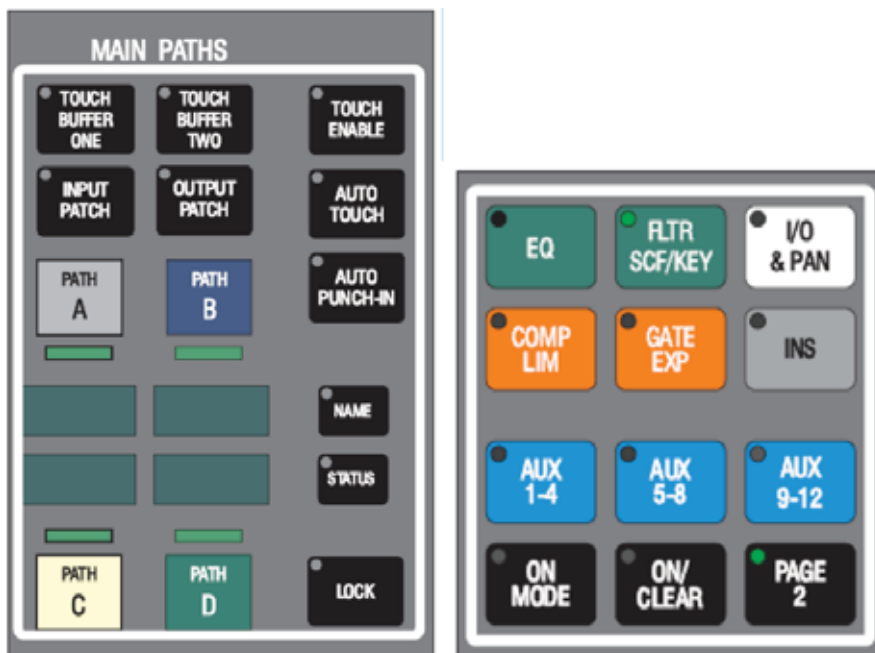 MAIN PATHS
TOUCH
BUFFER
ONE
TOUCH
BUFFER
TWO
TOUCH
ENABLE
INPUT
PATCH
OUTPUT
PATCH
AUTO
TOUCH
PATH
A
PATH
B
AUTO
PUNCH-IN
NAME
STATUS
PATH
C
PATH
D
LOCK
EQ
FLTR
SCF/KEY
I/O
& PAN
COMP
LIM
GATE
EXP
INS
AUX
1-4
AUX
5-8
AUX
9-12
ON
MODE
ON/
CLEAR
PAGE
2